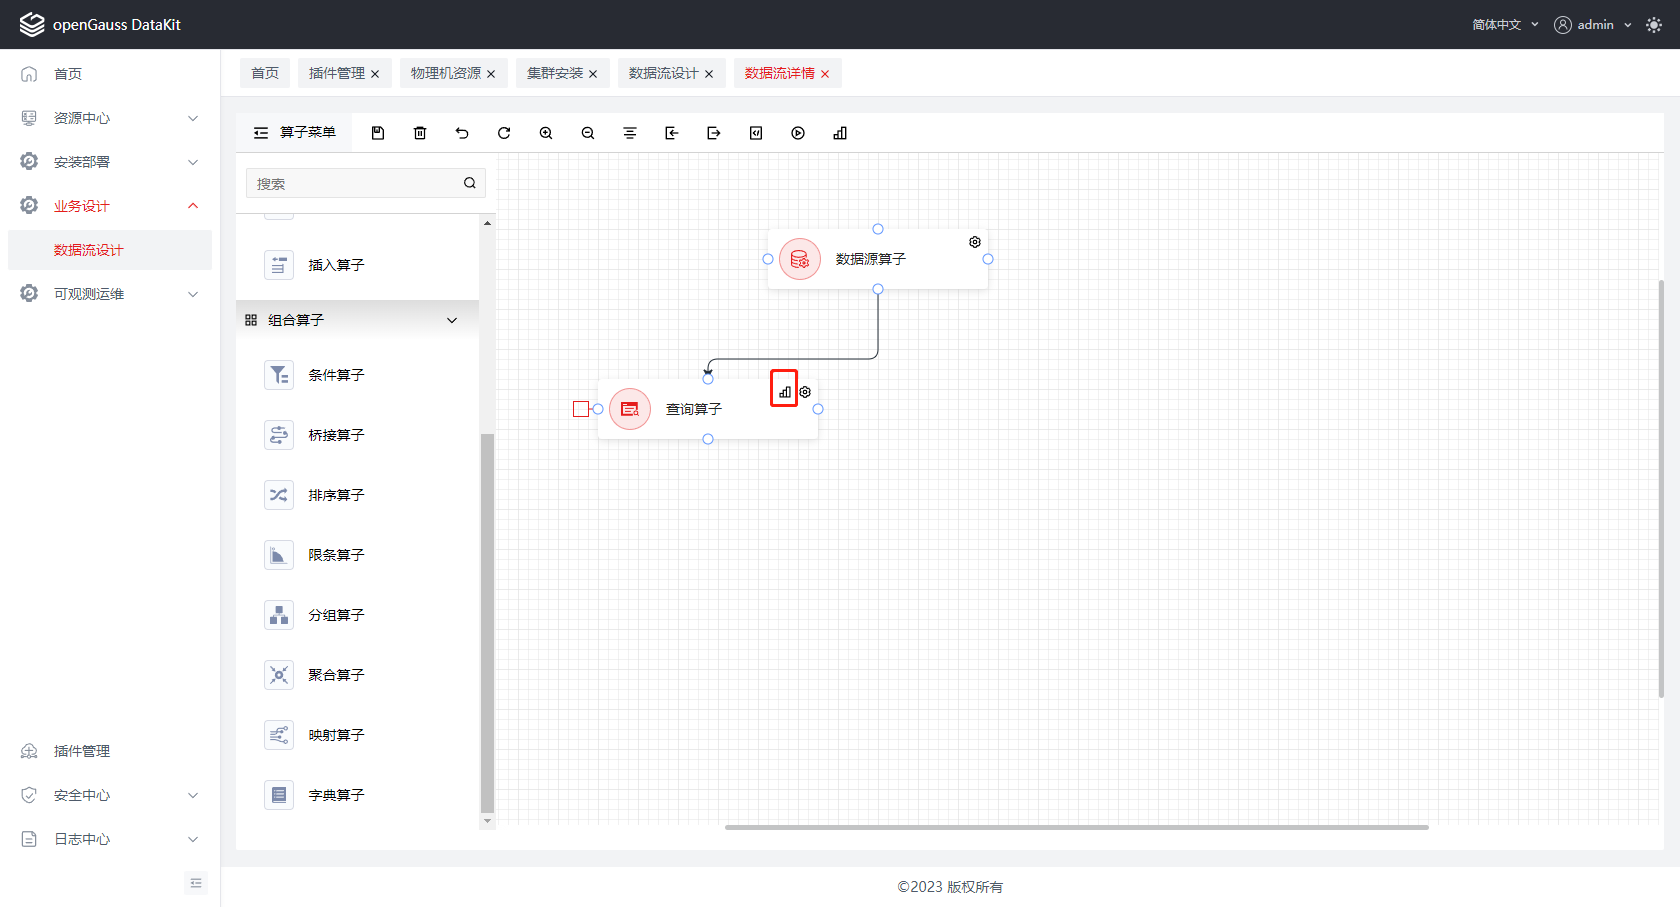 openGauss DataKit
简体中文
admin
首页
资源中心
安装部署
业务设计
数据流设计
可观测运维
插件管理
安全中心
日志中心
首页
插件管理
物理机资源
集群安装
数据流设计
数据流详情
算子菜单
搜索
插入算子
组合算子
条件算子
桥接算子
排序算子
限条算子
分组算子
聚合算子
映射算子
字典算子
数据源算子
查询算子
©2023 版权所有